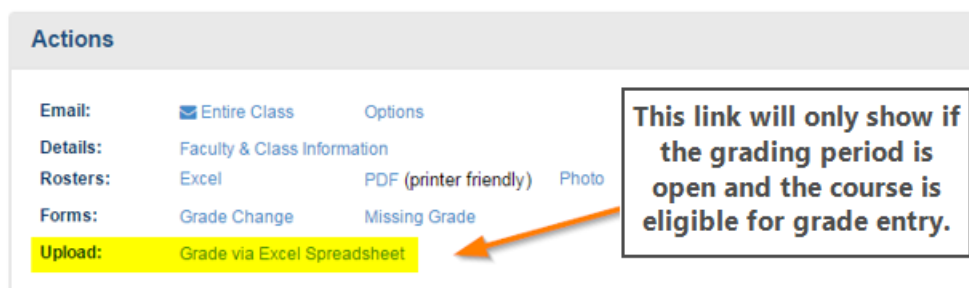 Actions
Email: Entire Class Options
Details: Faculty & Class Information
Rosters: Excel PDF (printer friendly) Photo
Forms: Grade Change Missing Grade
Upload: Grade via Excel Spreadsheet
This link will only show if
the grading period is
open and the course is
eligible for grade entry.